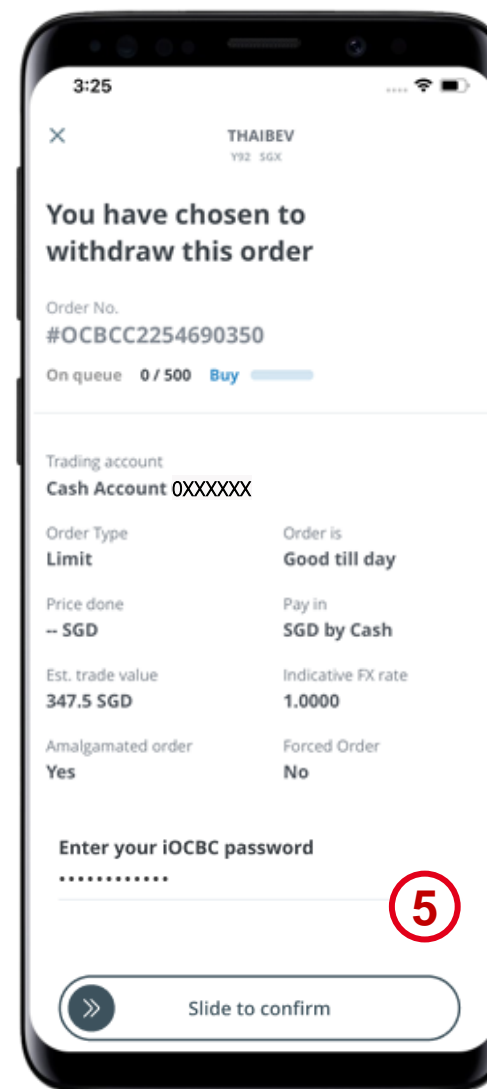 3:25
THAIBEV
Y92 SGX
You have chosen to
withdraw this order
Order No.
#OCBCC2254690350
On queue 0 / 500 Buy
Trading account
Cash Account 0XXXXXX
Order Type Order is
Limit Good till day
Price done Pay in
-- SGD SGD by Cash
Est. trade value Indicative FX rate
347.5 SGD 1.0000
Amalgamated order Forced Order
Yes No
Enter your iOCBC password
............
5
Slide to confirm